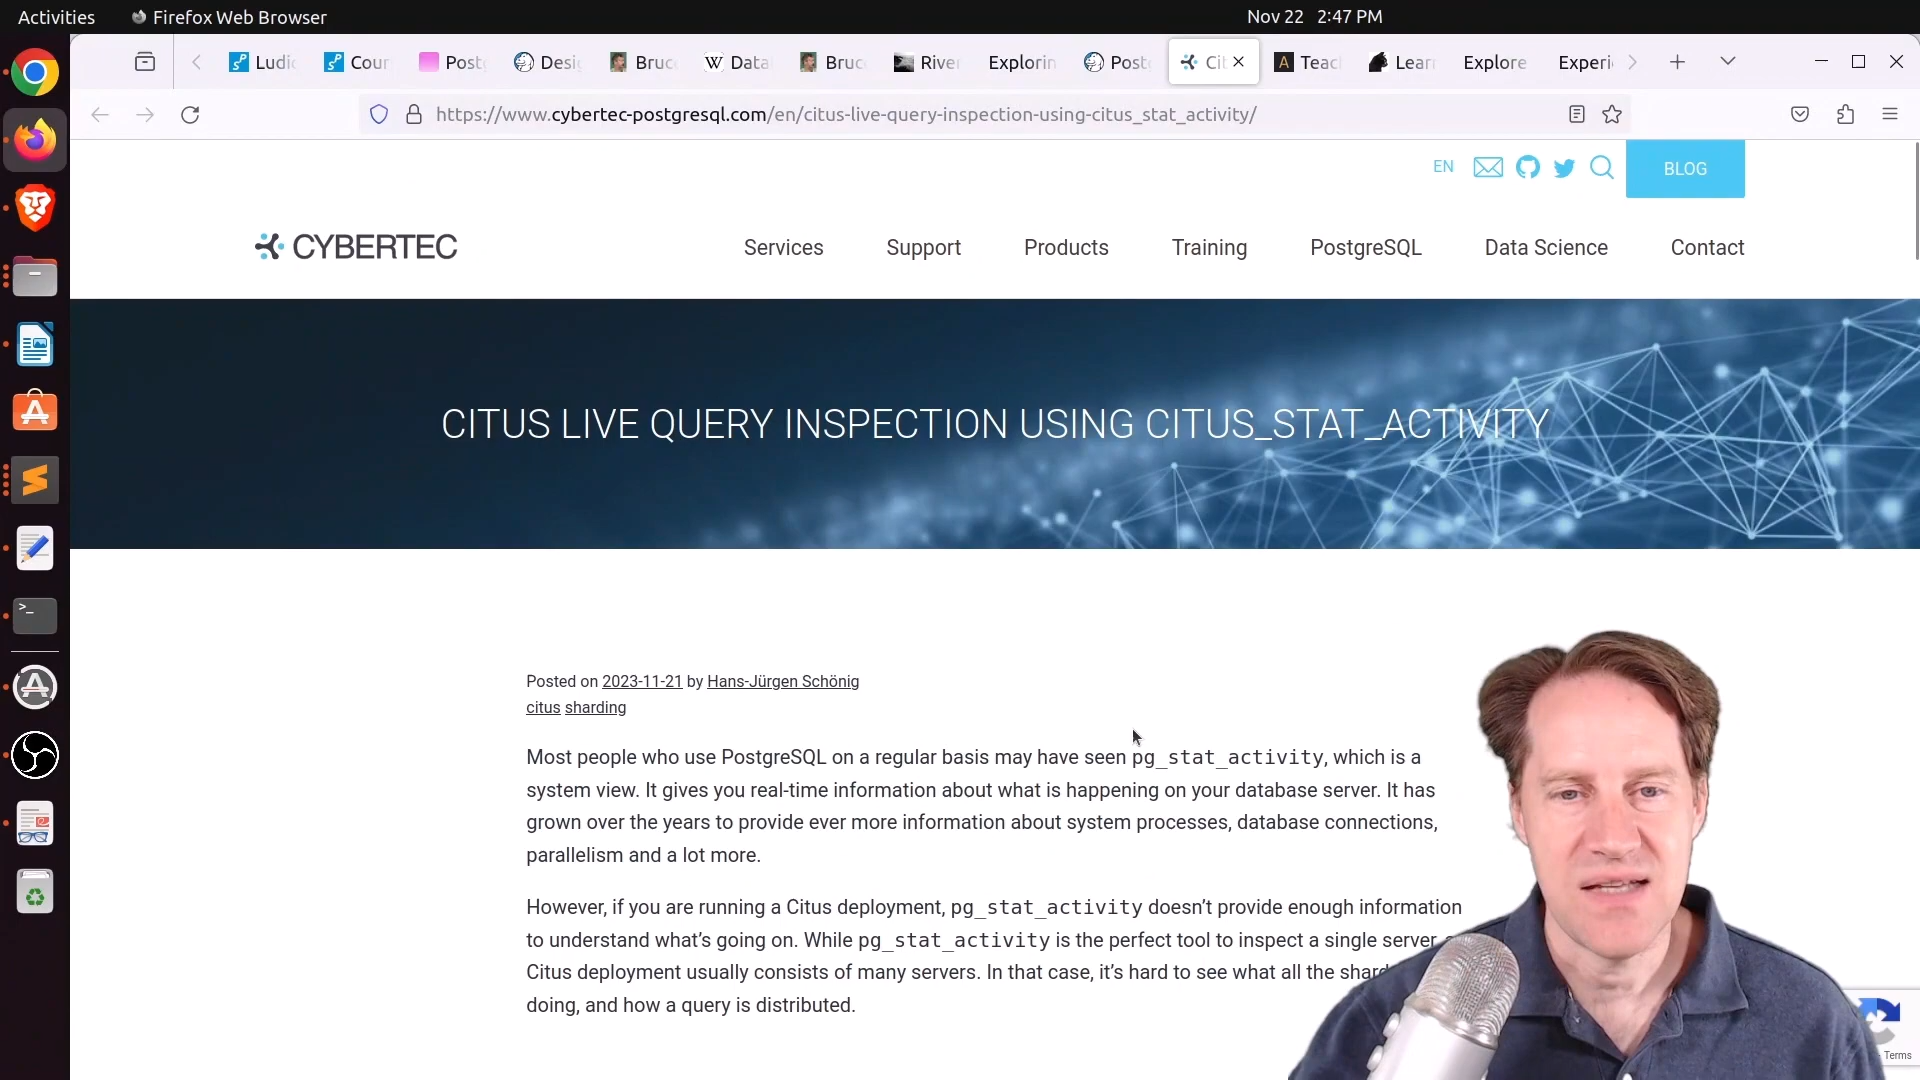 Activities
Firefox Web Browser
Nov 22 2:47 PM
Ludi
Cour
Post
Desi
Bruc
Data
Bruc
River
Explorin
Post
Cit
Teac
Lear
Explore
Experi
https://www.cybertec-postgresql.com/en/citus-live-query-inspection-using-citus_stat_activity/
EN
BLOG
CYBERTEC
Services
Support
Products
Training
PostgreSQL
Data Science
Contact
CITUS LIVE QUERY INSPECTION USING CITUS_STAT_ACTIVITY
Posted on 2023-11-21 by Hans-Jürgen Schönig
citus sharding
Most people who use PostgreSQL on a regular basis may have seen pg_stat_activity, which is a
system view. It gives you real-time information about what is happening on your database server. It has
grown over the years to provide ever more information about system processes, database connections,
parallelism and a lot more.
However, if you are running a Citus deployment, pg_stat_activity doesn't provide enough information
to understand what's going on. While pg_stat_activity is the perfect tool to inspect a single server,
Citus deployment usually consists of many servers. In that case, it's hard to see what all the shard
doing, and how a query is distributed.
Terms